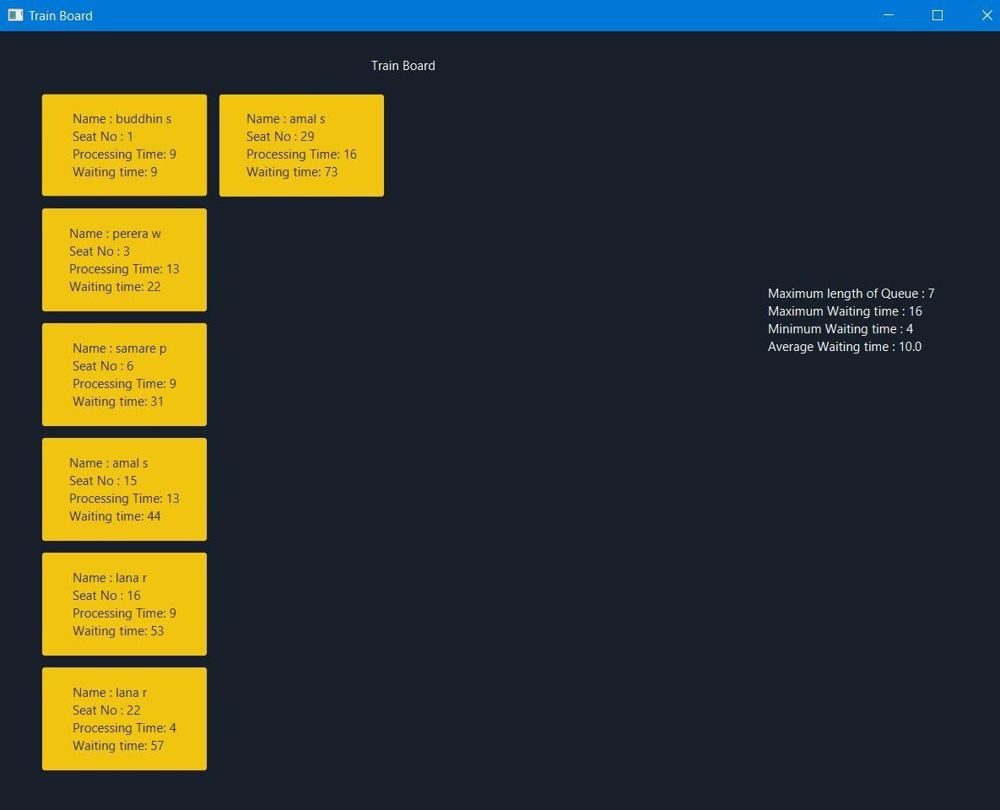 Train Board
Train Board
Name : buddhin s
Seat No : 1
Processing Time: 9
Waiting time: 9
Name : amal s
Seat No : 29
Processing Time: 16
Waiting time: 73
Name : perera w
Seat No : 3
Processing Time: 13
Waiting time: 22
Name : samare p
Seat No : 6
Processing Time: 9
Waiting time: 31
Name : amal s
Seat No : 15
Processing Time: 13
Waiting time: 44
Name : lana r
Seat No : 16
Processing Time: 9
Waiting time: 53
Name : lana r
Seat No : 22
Processing Time: 4
Waiting time: 57
Maximum length of Queue : 7
Maximum Waiting time : 16
Minimum Waiting time : 4
Average Waiting time : 10.0